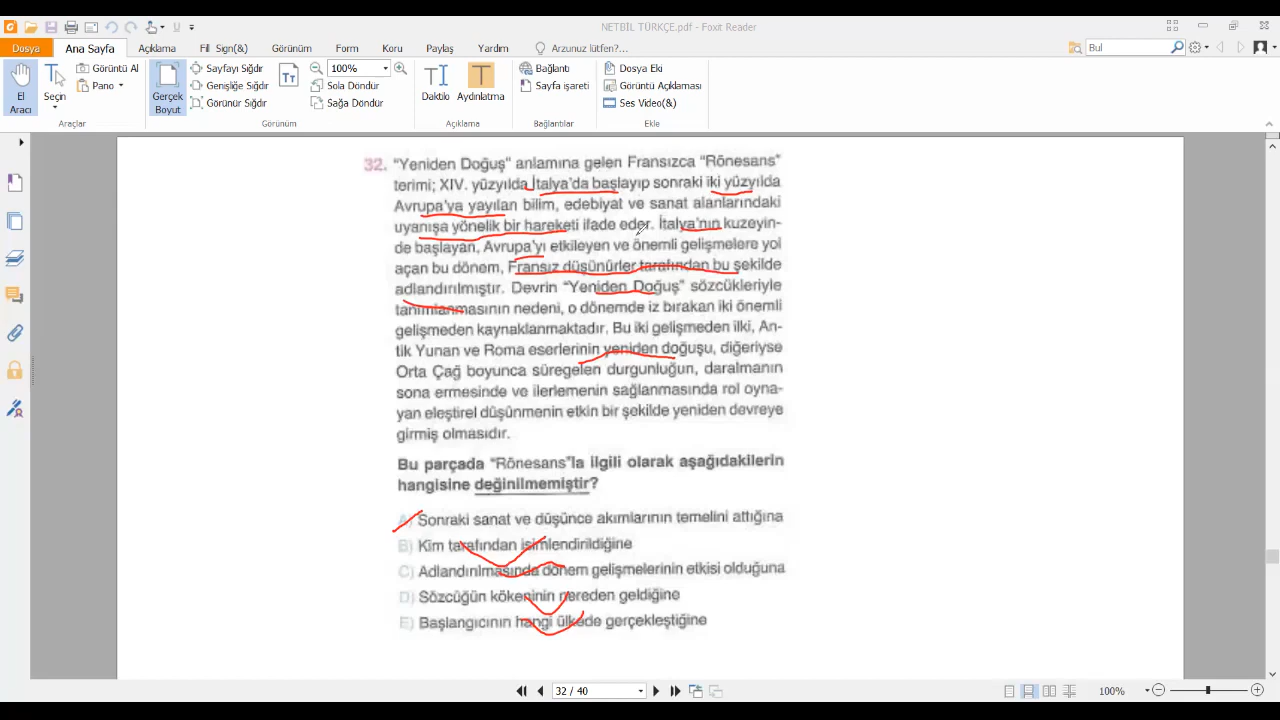 NETBİL TÜRKÇE.pdf - Foxt Reader
Dosya Ana Sayfa Açıklama Fill Sign(&) Görünüm Form Koru Paylaş Yardım Arzunuz lütfen?... Bul
El Aracı
Seçin
Görüntü Al
Pano
Araçlar
Gerçek Boyut
Sayfayı Sığdır
Genişliğe Sığdır
Görünür Sığdır
100%
Sola Döndür
Sağa Döndür
Görünüm
Daktilo
Aydınlatma
Açıklama
Bağlantı
Sayfa işareti
Bağlantılar
Dosya Eki
Görüntü Açıklaması
Ses Video(&)
Ekle
32. “Yeniden Doğuş” anlamına gelen Fransızca “Rönesans”
terimi; XIV. yüzyılda İtalya’da başlayıp sonraki iki yüzyılda
Avrupa’ya yayılan bilim, edebiyat ve sanat alanlarındaki
uyanışa yönelik bir hareketi ifade eder. İtalya’nın kuzeyin-
de başlayan, Avrupa’yı etkileyen ve önemli gelişmelere yol
açan bu dönem, Fransız düşünürler tarafından bu şekilde
adlandırılmıştır. Devrin “Yeniden Doğuş” sözcükleriyle
tanımlanmasının nedeni, o dönemde iz bırakan iki önemli
gelişmeden kaynaklanmaktadır, Bu iki gelişmeden ilki, An-
tik Yunan ve Roma eserlerinin yeniden doğuşu, diğeriyse
Orta Çağ boyunca süregelen durgunluğun, daralmanın
sona ermesinde ve ilerlemenin sağlanmasında rol oyna-
yan eleştirel düşünmenin etkin bir şekilde yeniden devreye
girmiş olmasıdır.
Bu parçada “Rönesans”la ilgili olarak aşağıdakilerin
hangisine değinilmemiştir?
A) Sonraki sanat ve düşünce akımlarının temelini attığına
B) Kim tarafından isimlendirildiğine
C) Adlandırılmasında dönem gelişmelerinin etkisi olduğuna
D) Sözcüğün kökeninin nereden geldiğine
E) Başlangıcının hangi ülkede gerçekleştiğine
32 / 40
100%